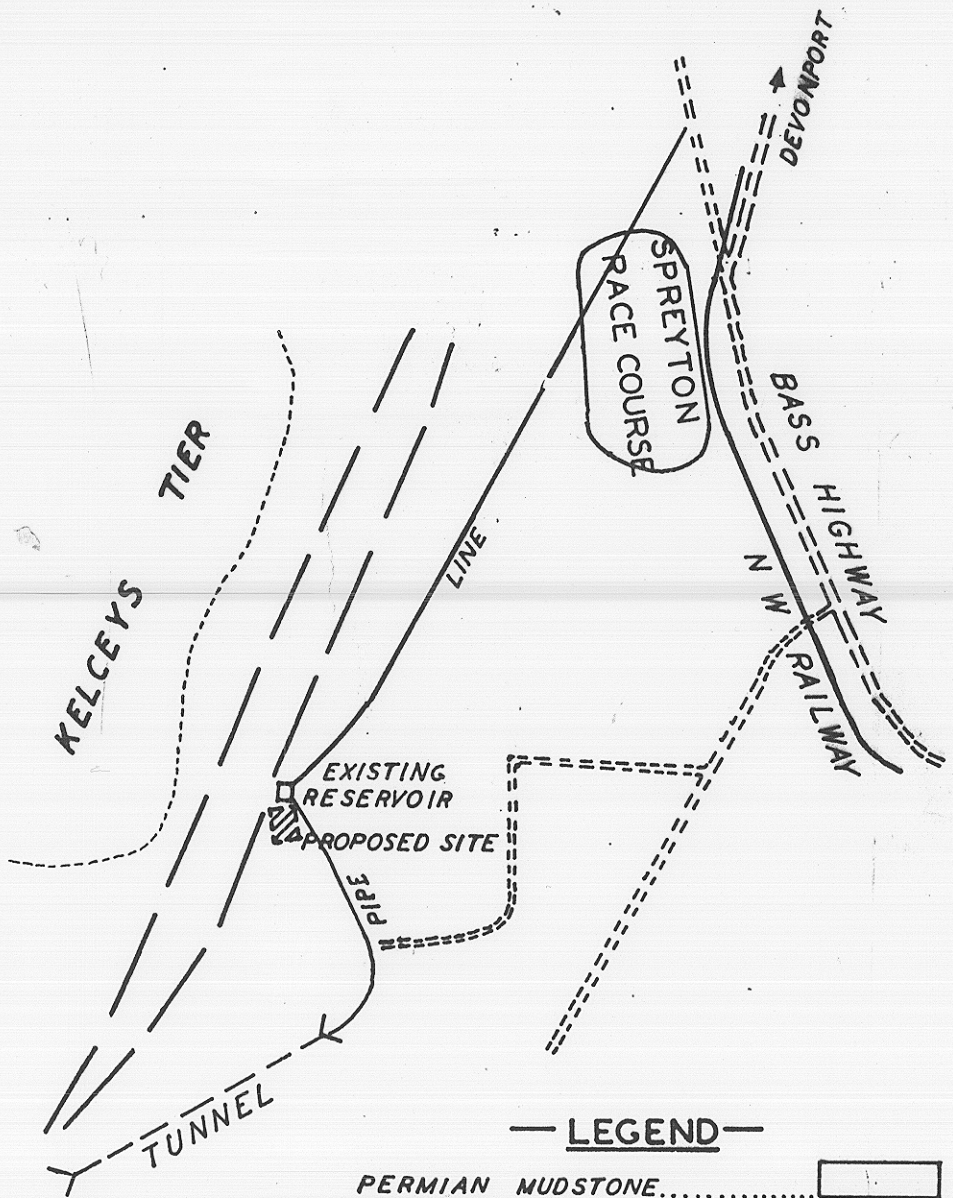 DEVONPORT
SPREYTON
RACE COURSE
BASS HIGHWAY
N W RAILWAY
KELCEYS TIER
LINE
EXISTING
RESERVOIR
PROPOSED SITE
PIPE
TUNNEL
— LEGEND —
PERMIAN MUDSTONE..............